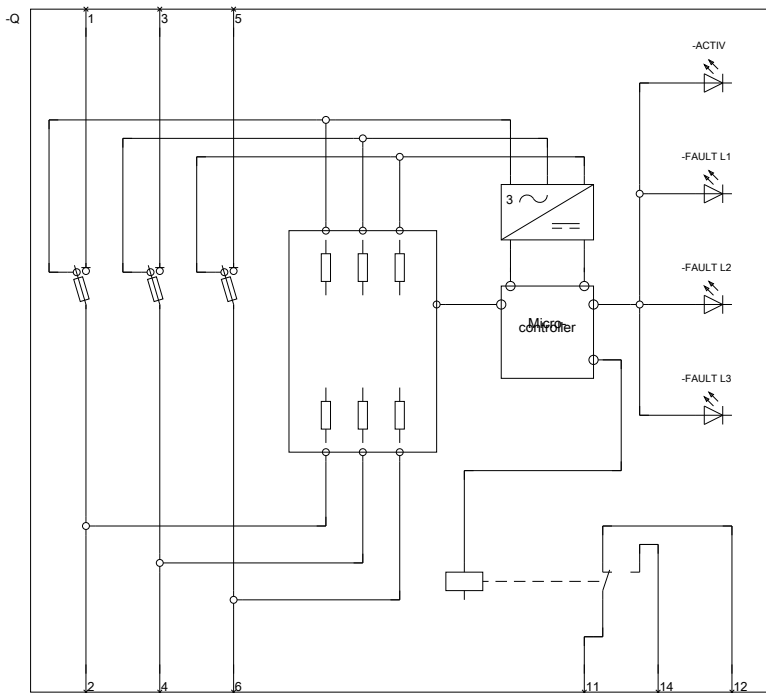 -Q
1
3
5
-ACTIV
-FAULT L1
3
-FAULT L2
Micro-
controller
-FAULT L3
2
4
6
11
14
12